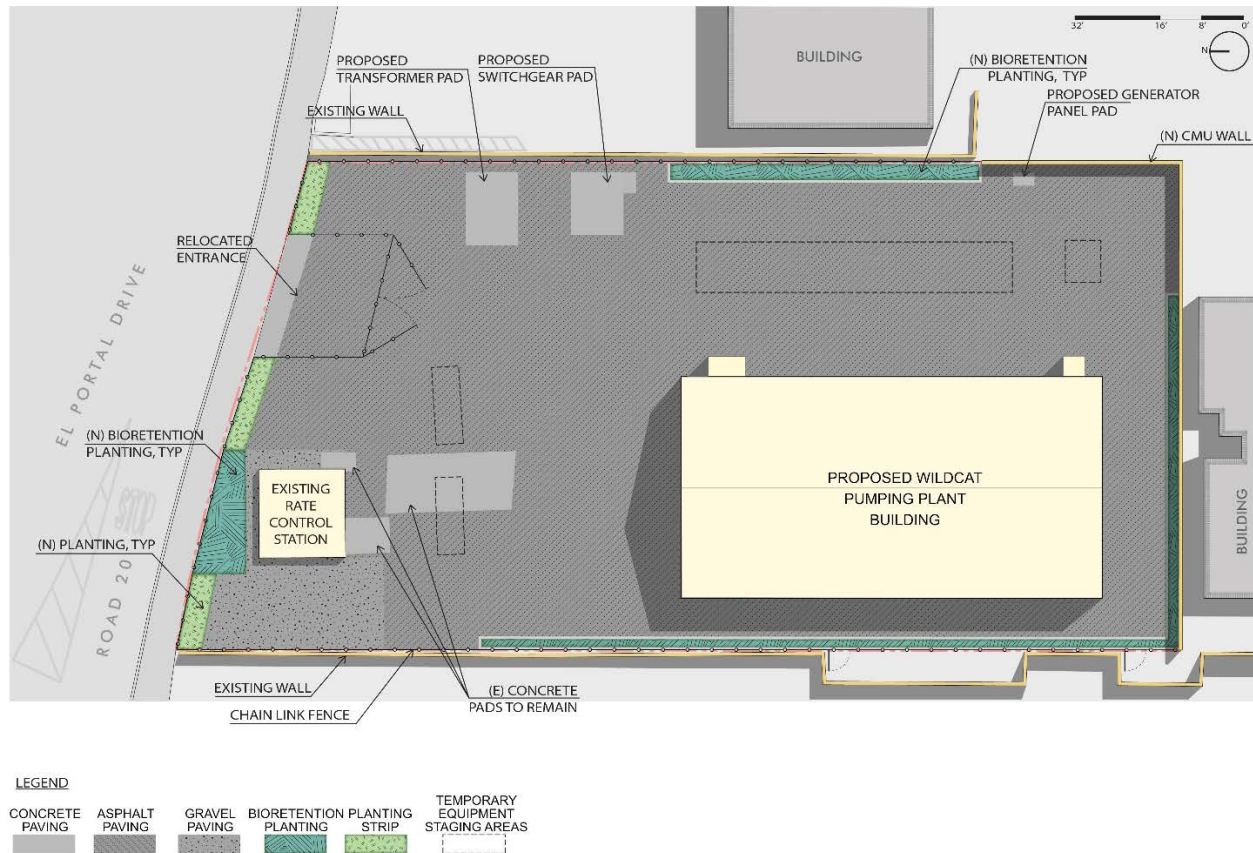 32' 16' 8' 0'
N
BUILDING
PROPOSED
TRANSFORMER PAD
PROPOSED
SWITCHGEAR PAD
(N) BIORETENTION
PLANTING, TYP
PROPOSED GENERATOR
PANEL PAD
EXISTING WALL
(N) CMU WALL
RELOCATED
ENTRANCE
EL PORTAL DRIVE
(N) BIORETENTION
PLANTING, TYP
EXISTING
RATE
CONTROL
STATION
PROPOSED WILDCAT
PUMPING PLANT
BUILDING
BUILDING
STOP
(N) PLANTING, TYP
ROAD 20
EXISTING WALL
CHAIN LINK FENCE
(E) CONCRETE
PADS TO REMAIN
LEGEND
CONCRETE
PAVING
ASPHALT
PAVING
GRAVEL
PAVING
BIORETENTION
PLANTING
PLANTING
STRIP
TEMPORARY
EQUIPMENT
STAGING AREAS